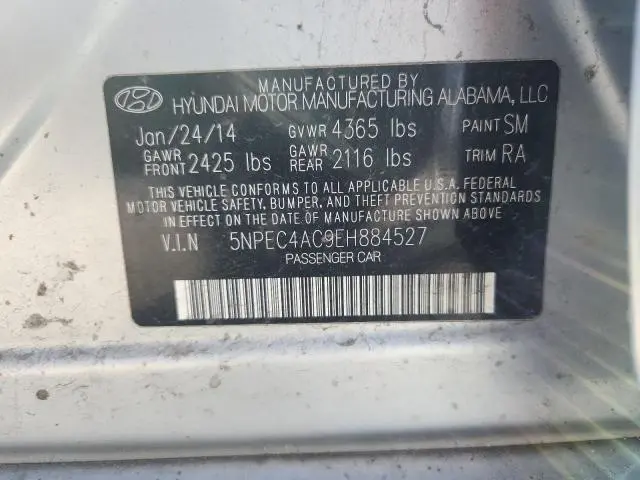 MANUFACTURED BY
HYUNDAI MOTOR MANUFACTURING ALABAMA, LLC
Jan/24/14 GVWR 4365 lbs PAINT SM
GAWR FRONT 2425 lbs GAWR REAR 2116 lbs TRIM RA
THIS VEHICLE CONFORMS TO ALL APPLICABLE U.S.A. FEDERAL
MOTOR VEHICLE SAFETY, BUMPER, AND THEFT PREVENTION STANDARDS
IN EFFECT ON THE DATE OF MANUFACTURE SHOWN ABOVE.
V.I.N 5NPEC4AC9EH884527
PASSENGER CAR